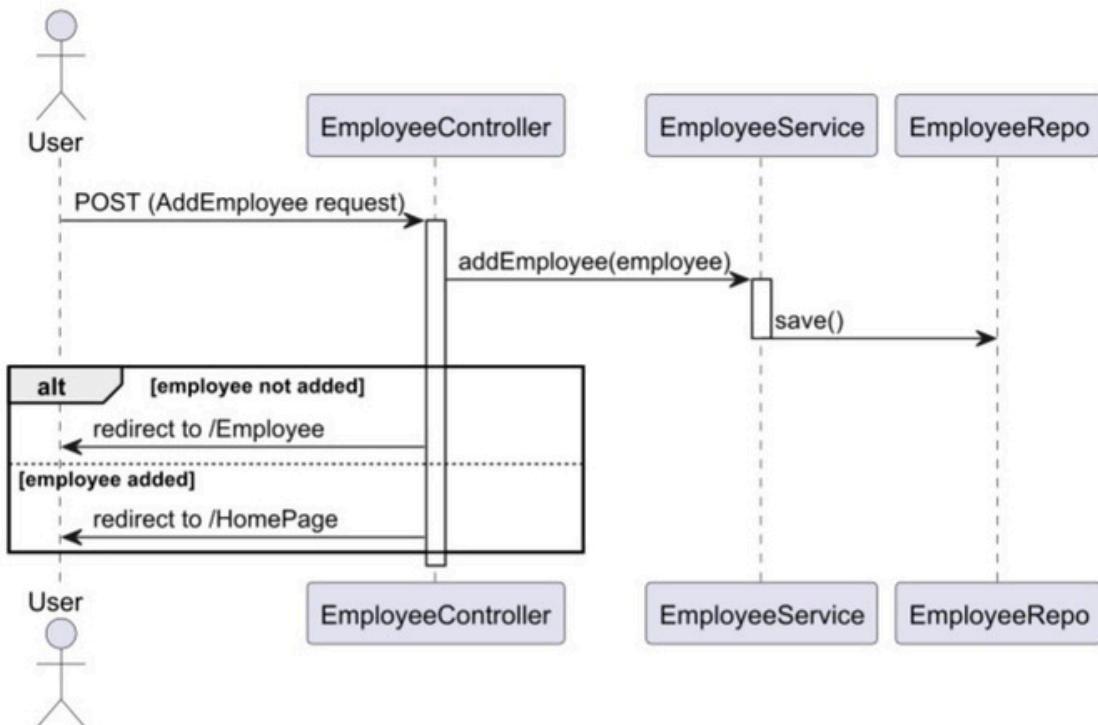 User
EmployeeController
EmployeeService
EmployeeRepo
POST (AddEmployee request)
addEmployee(employee)
save()
alt [employee not added]
redirect to /Employee
[employee added]
redirect to /HomePage
User
EmployeeController
EmployeeService
EmployeeRepo